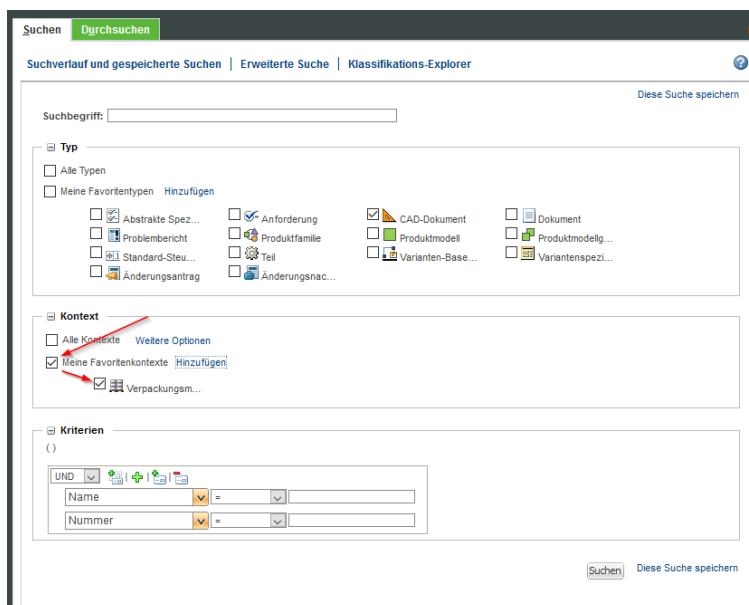 Suchen Durchsuchen
Suchverlauf und gespeicherte Suchen | Erweiterte Suche | Klassifikations-Explorer
Diese Suche speichern
Suchbegriff:
Typ
Alle Typen
Meine Favoritentypen Hinzufügen
Abstrakte Spez... Anforderung CAD-Dokument Dokument
Problembericht Produktfamilie Produktmodell Produktmodellg...
Standard-Steu... Teil Varianten-Base... Variantenspezi...
Änderungsantrag Änderungsnac...
Kontext
Alle Kontexte Weitere Optionen
Meine Favoritenkontexte Hinzufügen
Verpackungsm...
Kriterien
( )
UND
Name =
Nummer =
Suchen Diese Suche speichern